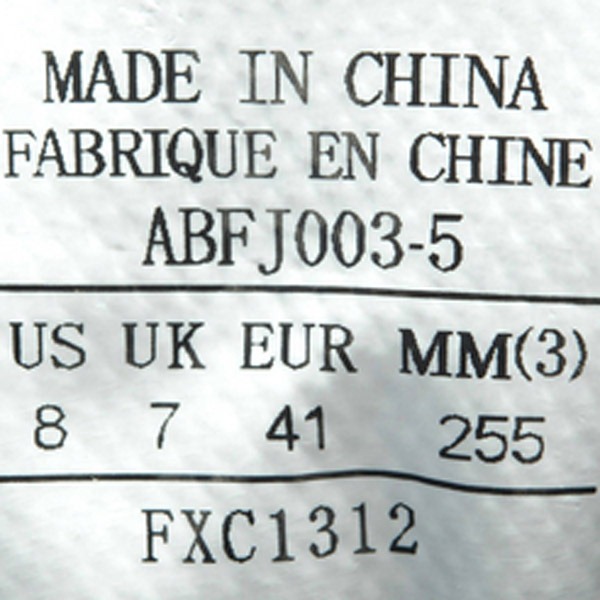 MADE IN CHINA
FABRIQUE EN CHINE
ABFJ003-5
US UK EUR MM(3)
8 7 41 255
FXC1312